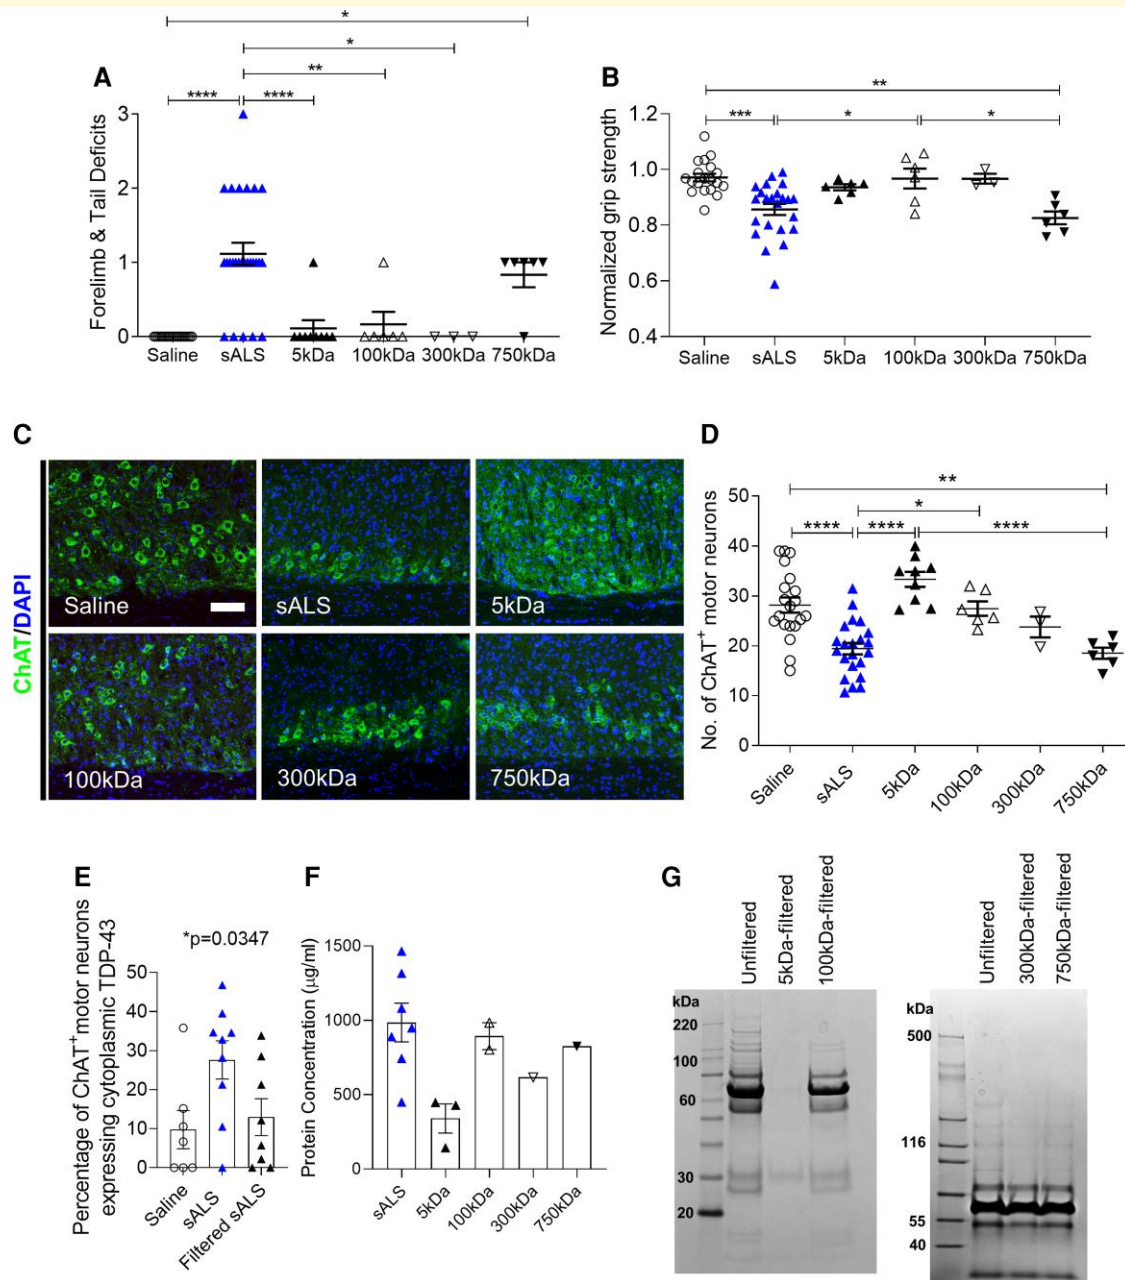 *
*
**
**** ****
A
Forelimb & Tail Deficits
3
2
1
0
Saline sALS 5kDa 100kDa 300kDa 750kDa
B
**
*** * *
Normalized grip strength
1.2
1.0
0.8
0.6
0.4
Saline sALS 5kDa 100kDa 300kDa 750kDa
C
ChAT/DAPI
Saline sALS 5kDa
100kDa 300kDa 750kDa
D
**
*
**** **** ****
No. of ChAT+ motor neurons
50
40
30
20
10
0
Saline sALS 5kDa 100kDa 300kDa 750kDa
E
Percentage of ChAT+ motor neurons
expressing cytoplasmic TDP-43
*p=0.0347
50
40
30
20
10
0
Saline sALS Filtered sALS
F
Protein Concentration (µg/ml)
1500
1000
500
0
sALS 5kDa 100kDa 300kDa 750kDa
G
Unfiltered 5kDa-filtered 100kDa-filtered
kDa
220
100
60
30
20
Unfiltered 300kDa-filtered 750kDa-filtered
kDa
500
116
55
40